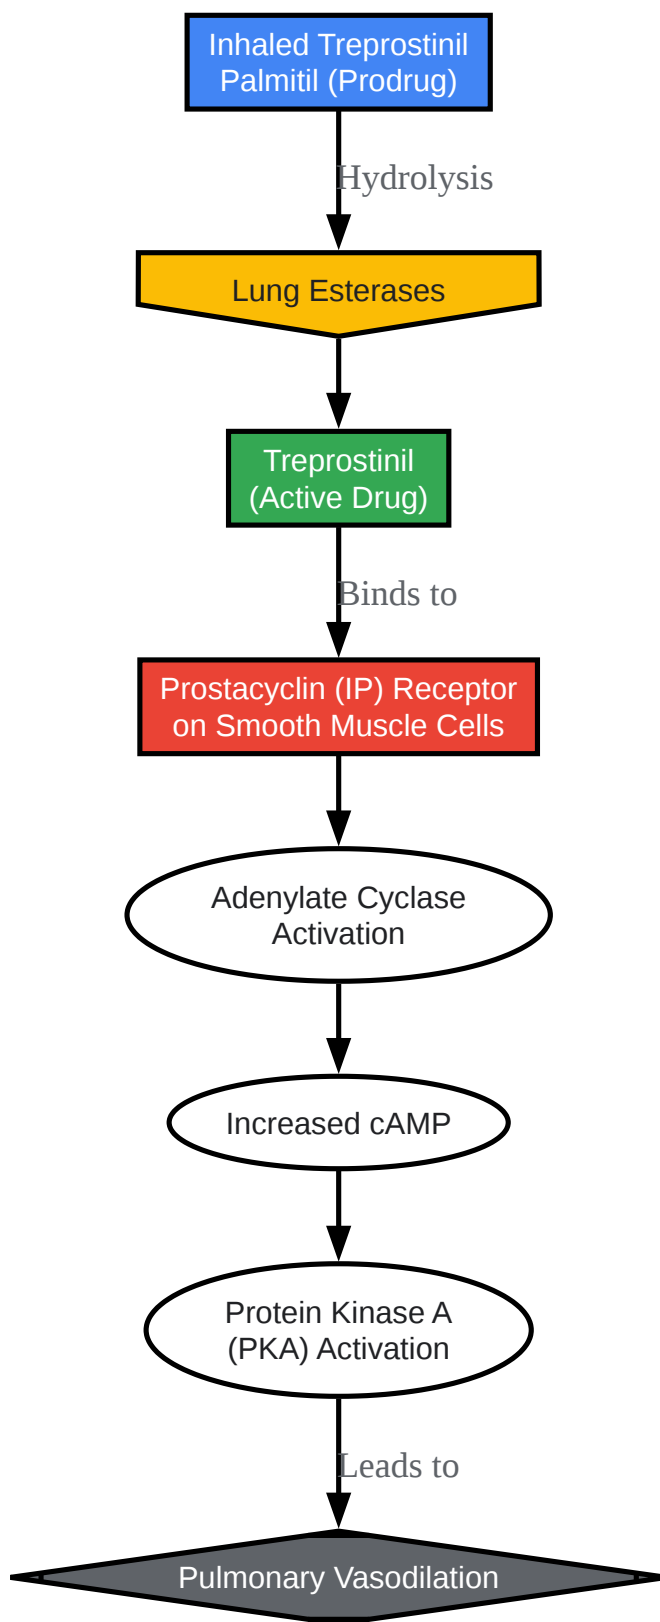 Inhaled Treprostinil
Palmitil (Prodrug)
Hydrolysis
Lung Esterases
Treprostinil
(Active Drug)
Binds to
Prostacyclin (IP) Receptor
on Smooth Muscle Cells
Adenylate Cyclase
Activation
Increased cAMP
Protein Kinase A
(PKA) Activation
Leads to
Pulmonary Vasodilation